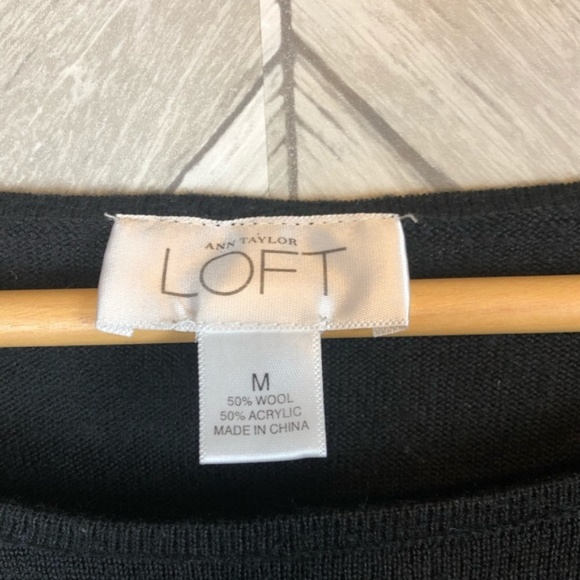 ANN TAYLOR
LOFT
M
50% WOOL
50% ACRYLIC
MADE IN CHINA